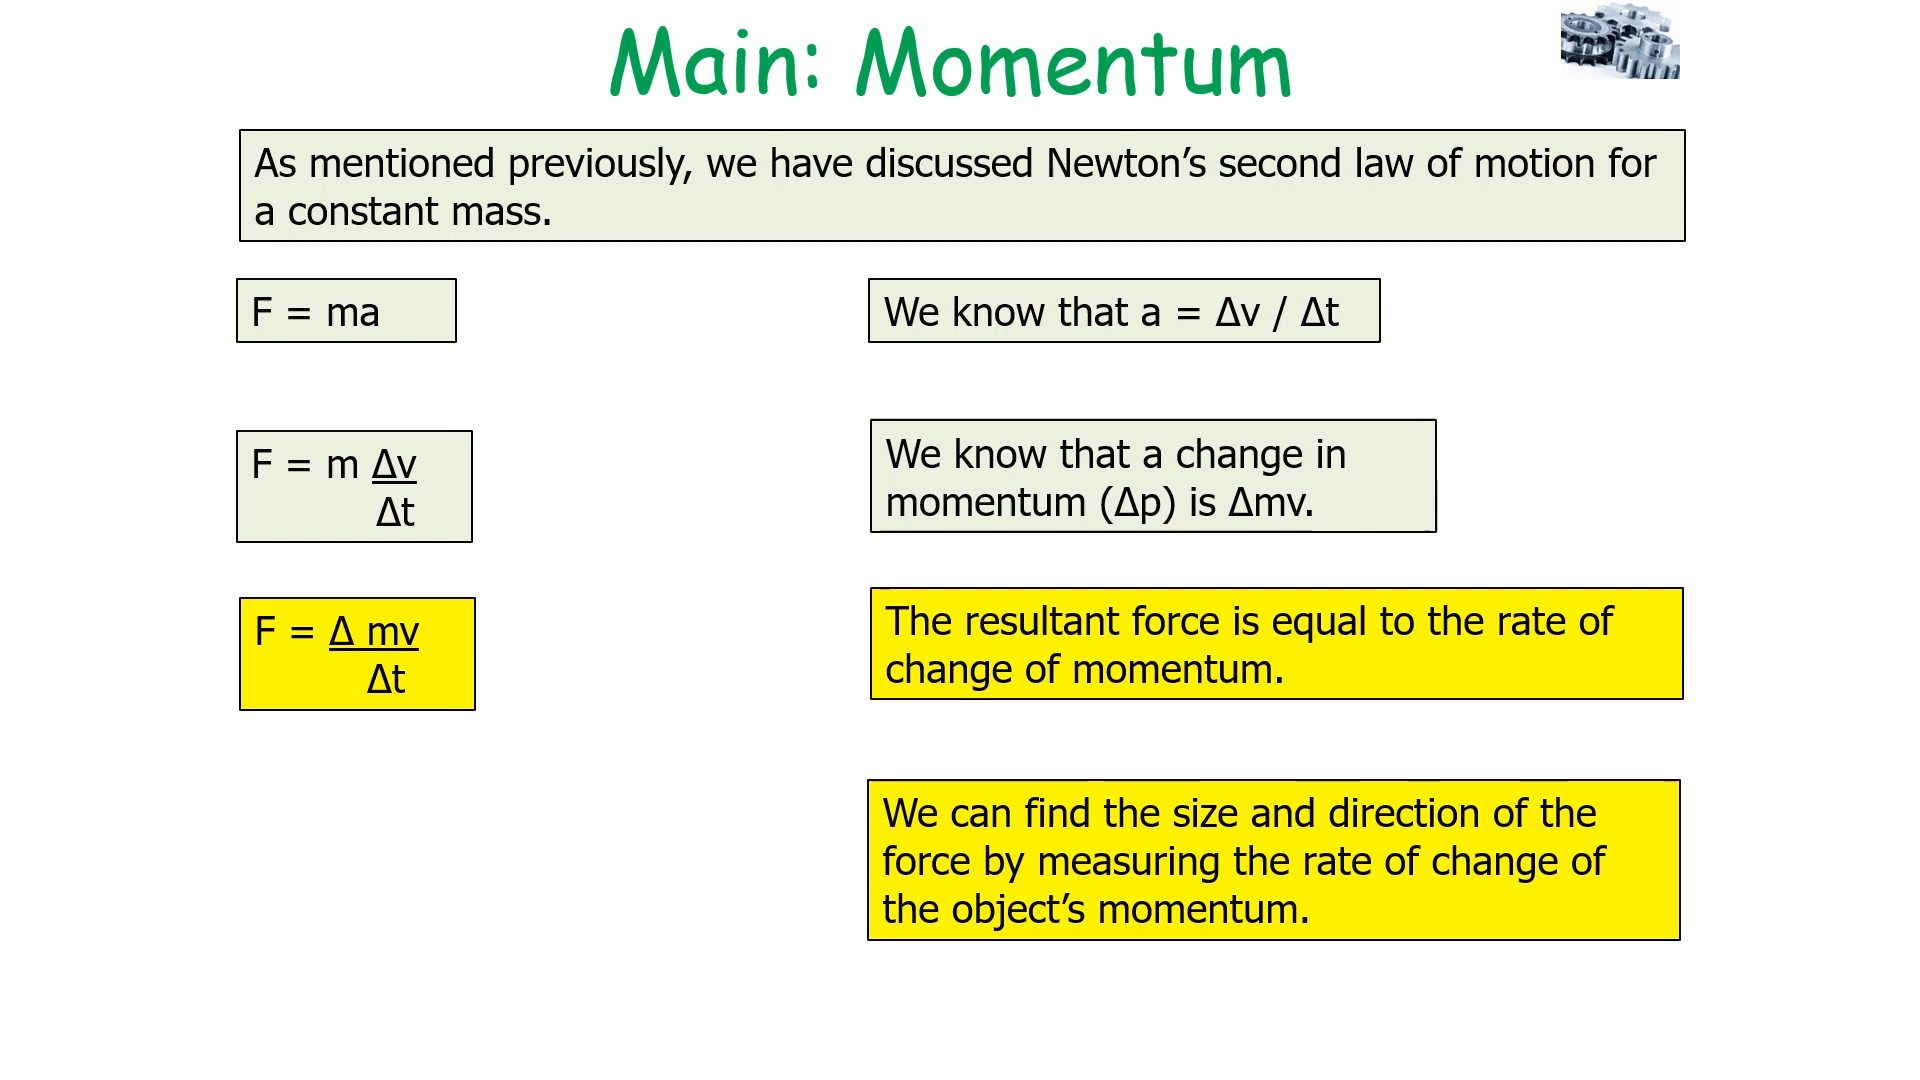 Main: Momentum
As mentioned previously, we have discussed Newton’s second law of motion for
a constant mass.
F = ma
We know that a = Δv / Δt
F = m Δv
Δt
We know that a change in
momentum (Δp) is Δmv.
F = Δ mv
Δt
The resultant force is equal to the rate of
change of momentum.
We can find the size and direction of the
force by measuring the rate of change of
the object’s momentum.